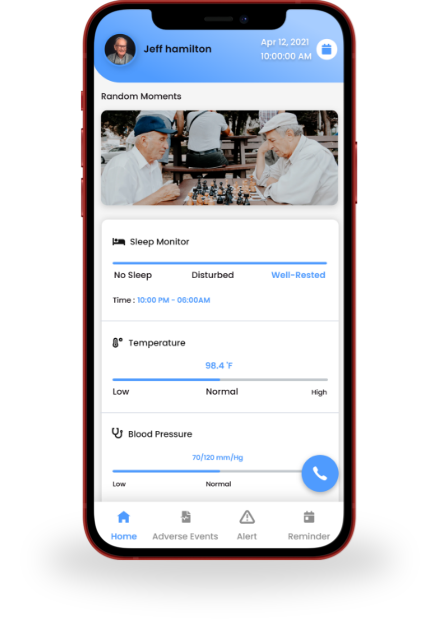 Jeff hamilton
Apr 12, 2021
10:00:00 AM
Random Moments
Sleep Monitor
No Sleep Disturbed Well-Rested
Time : 10:00 PM - 06:00AM
Temperature
98.4 °F
Low Normal High
Blood Pressure
70/120 mm/Hg
Low Normal
Home Adverse Events Alert Reminder